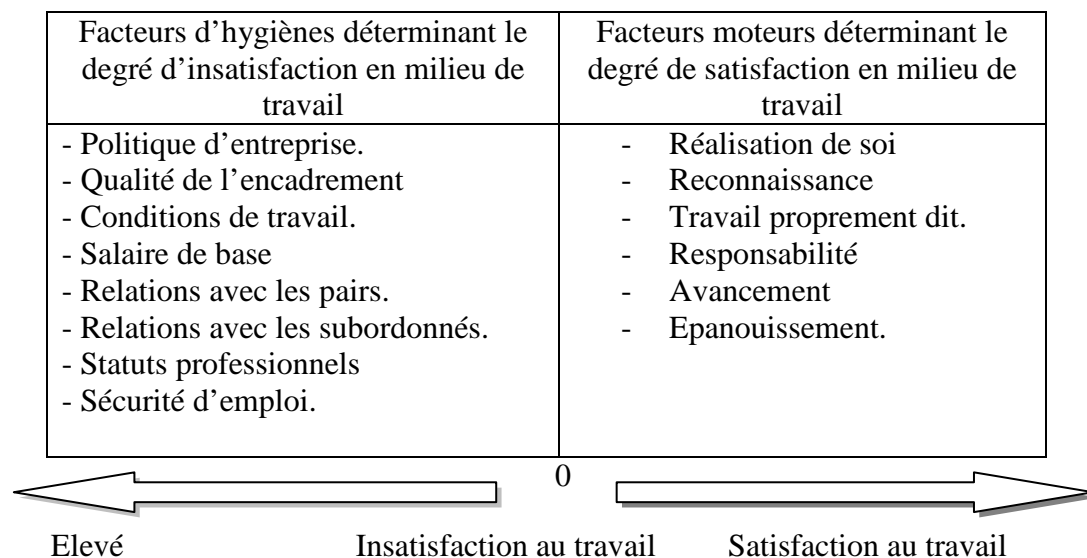 Facteurs d’hygiènes déterminant le
degré d’insatisfaction en milieu de
travail
Facteurs moteurs déterminant le
degré de satisfaction en milieu de
travail
- Politique d’entreprise.
- Qualité de l’encadrement
- Conditions de travail.
- Salaire de base
- Relations avec les pairs.
- Relations avec les subordonnés.
- Statuts professionnels
- Sécurité d’emploi.
- Réalisation de soi
- Reconnaissance
- Travail proprement dit.
- Responsabilité
- Avancement
- Epanouissement.
0
Elevé Insatisfaction au travail Satisfaction au travail